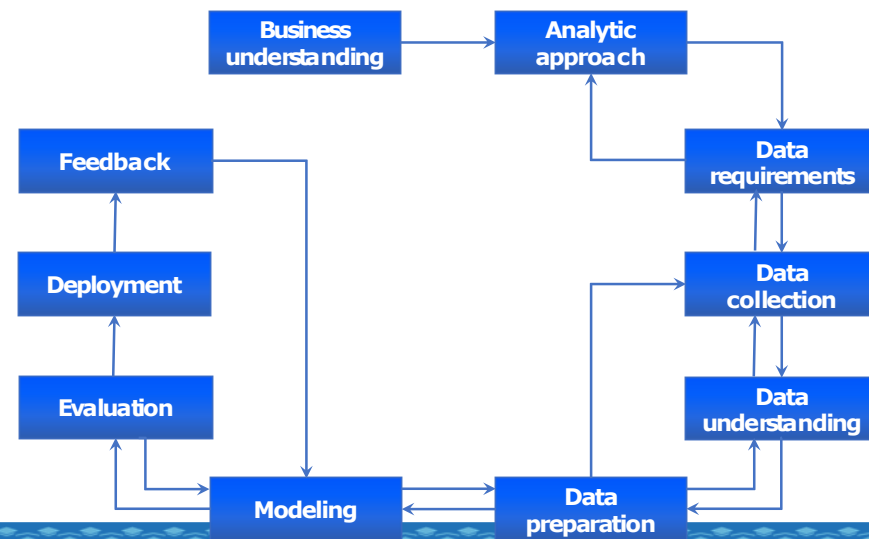 Business
understanding
Analytic
approach
Feedback
Data
requirements
Deployment
Data
collection
Evaluation
Data
understanding
Modeling
Data
preparation